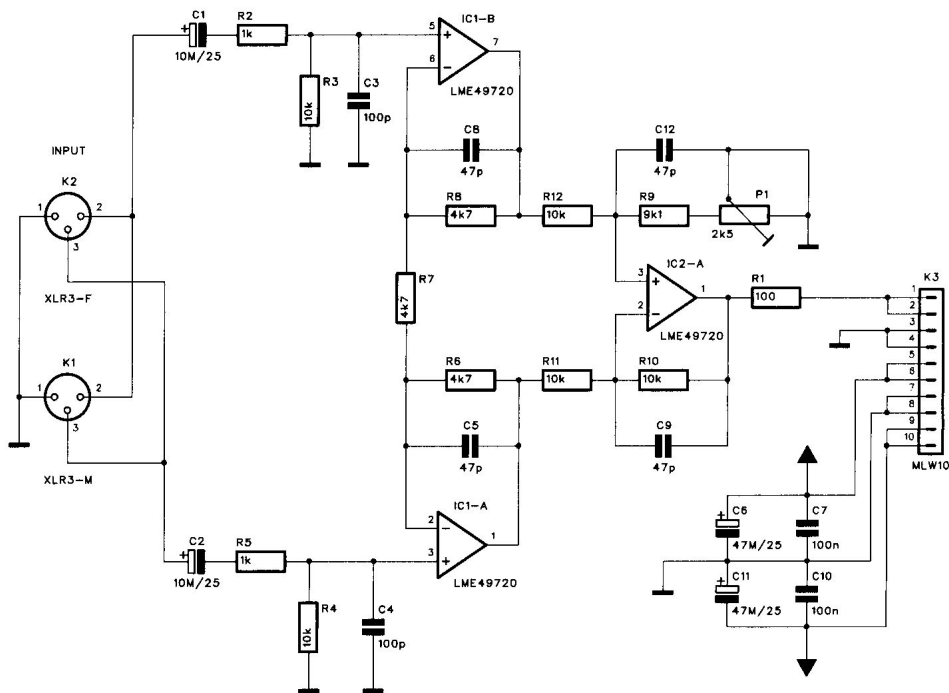 C1
10M/25
R2
1k
R3
10k
C3
100p
IC1-B
5
6
7
+
−
LME49720
C8
47p
C12
47p
INPUT
K2
1
2
3
XLR3-F
R8
4k7
R12
10k
R9
9k1
P1
2k5
R7
4k7
IC2-A
3
2
1
+
−
LME49720
R1
100
K3
1
2
3
4
5
6
7
8
9
10
MLW10
K1
1
2
3
XLR3-M
R6
4k7
R11
10k
R10
10k
C5
47p
C9
47p
IC1-A
2
3
1
−
+
LME49720
C2
10M/25
R5
1k
R4
10k
C4
100p
+
C6
47M/25
C7
100n
+
C11
47M/25
C10
100n